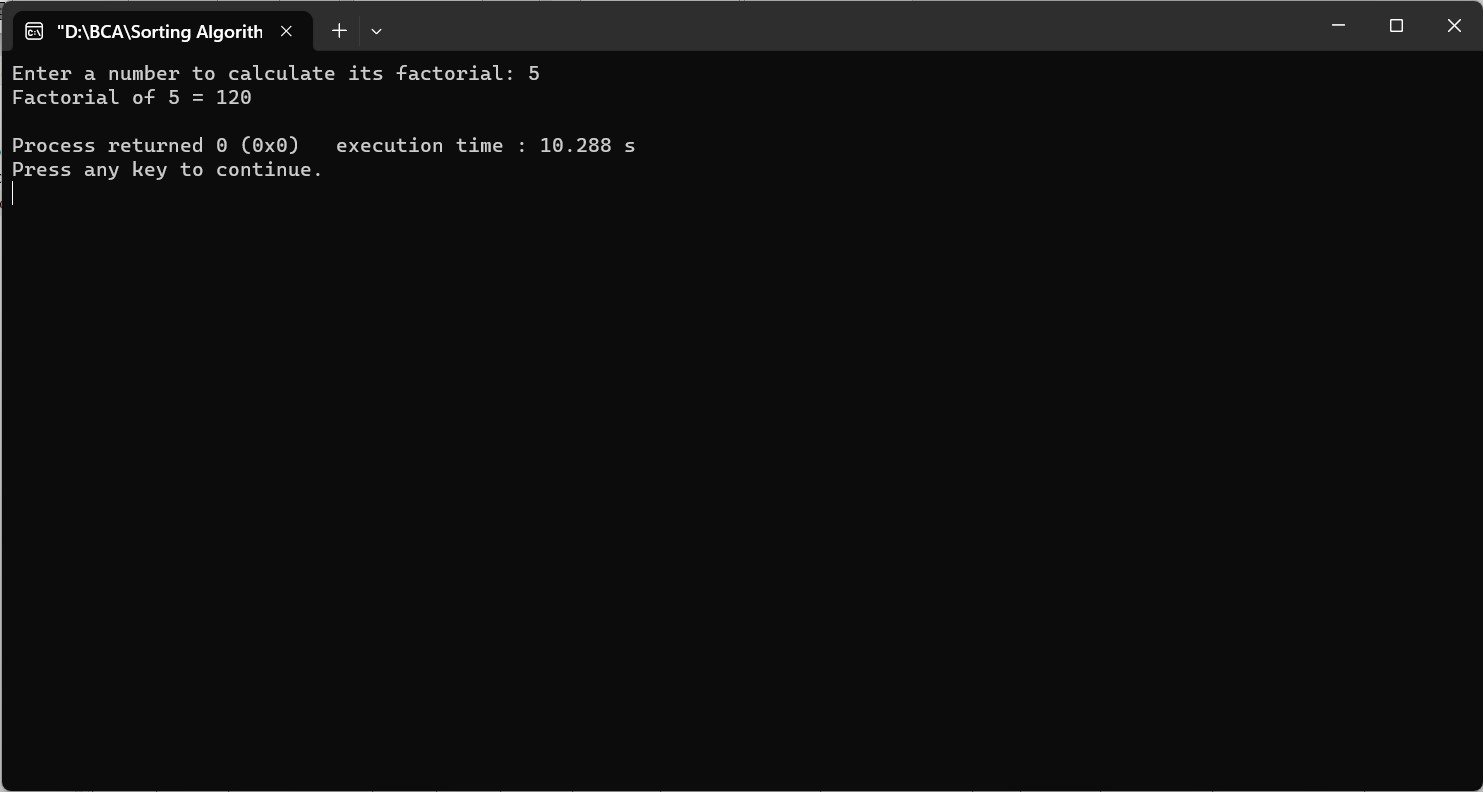 "D:\BCA\Sorting Algorith
Enter a number to calculate its factorial: 5
Factorial of 5 = 120
Process returned 0 (0x0)   execution time : 10.288 s
Press any key to continue.